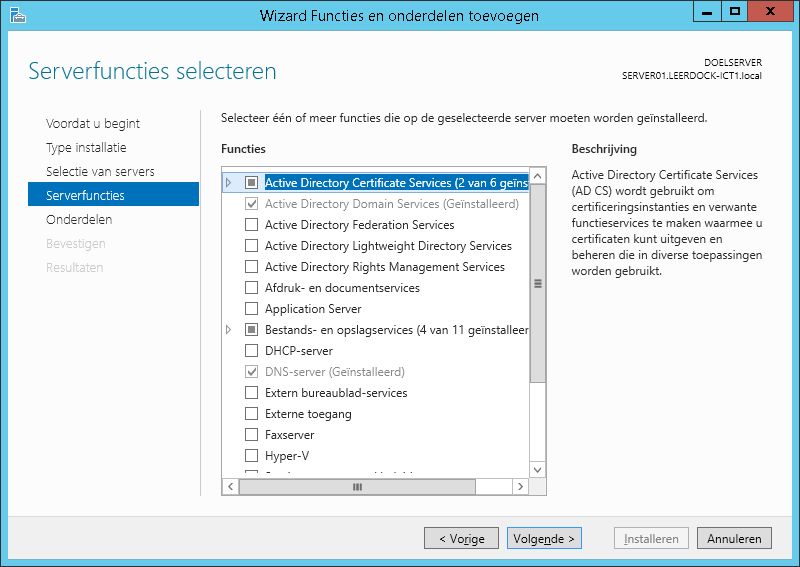 Wizard Functies en onderdelen toevoegen
Serverfuncties selecteren
DOELSERVER
SERVER01.LEERDOCK-ICT1.local
Voordat u begint
Type installatie
Selectie van servers
Serverfuncties
Onderdelen
Bevestigen
Resultaten
Selecteer één of meer functies die op de geselecteerde server moeten worden geïnstalleerd.
Functies
Active Directory Certificate Services (2 van 6 geïns
Active Directory Domain Services (Geïnstalleerd)
Active Directory Federation Services
Active Directory Lightweight Directory Services
Active Directory Rights Management Services
Afdruk- en documentservices
Application Server
Bestands- en opslagservices (4 van 11 geïnstalleer
DHCP-server
DNS-server (Geïnstalleerd)
Extern bureaublad-services
Externe toegang
Faxserver
Hyper-V
Beschrijving
Active Directory Certificate Services
(AD CS) wordt gebruikt om
certificeringsinstanties en verwante
functieservices te maken waarmee u
certificaten kunt uitgeven en
beheren die in diverse toepassingen
worden gebruikt.
< Vorige
Volgende >
Installeren
Annuleren